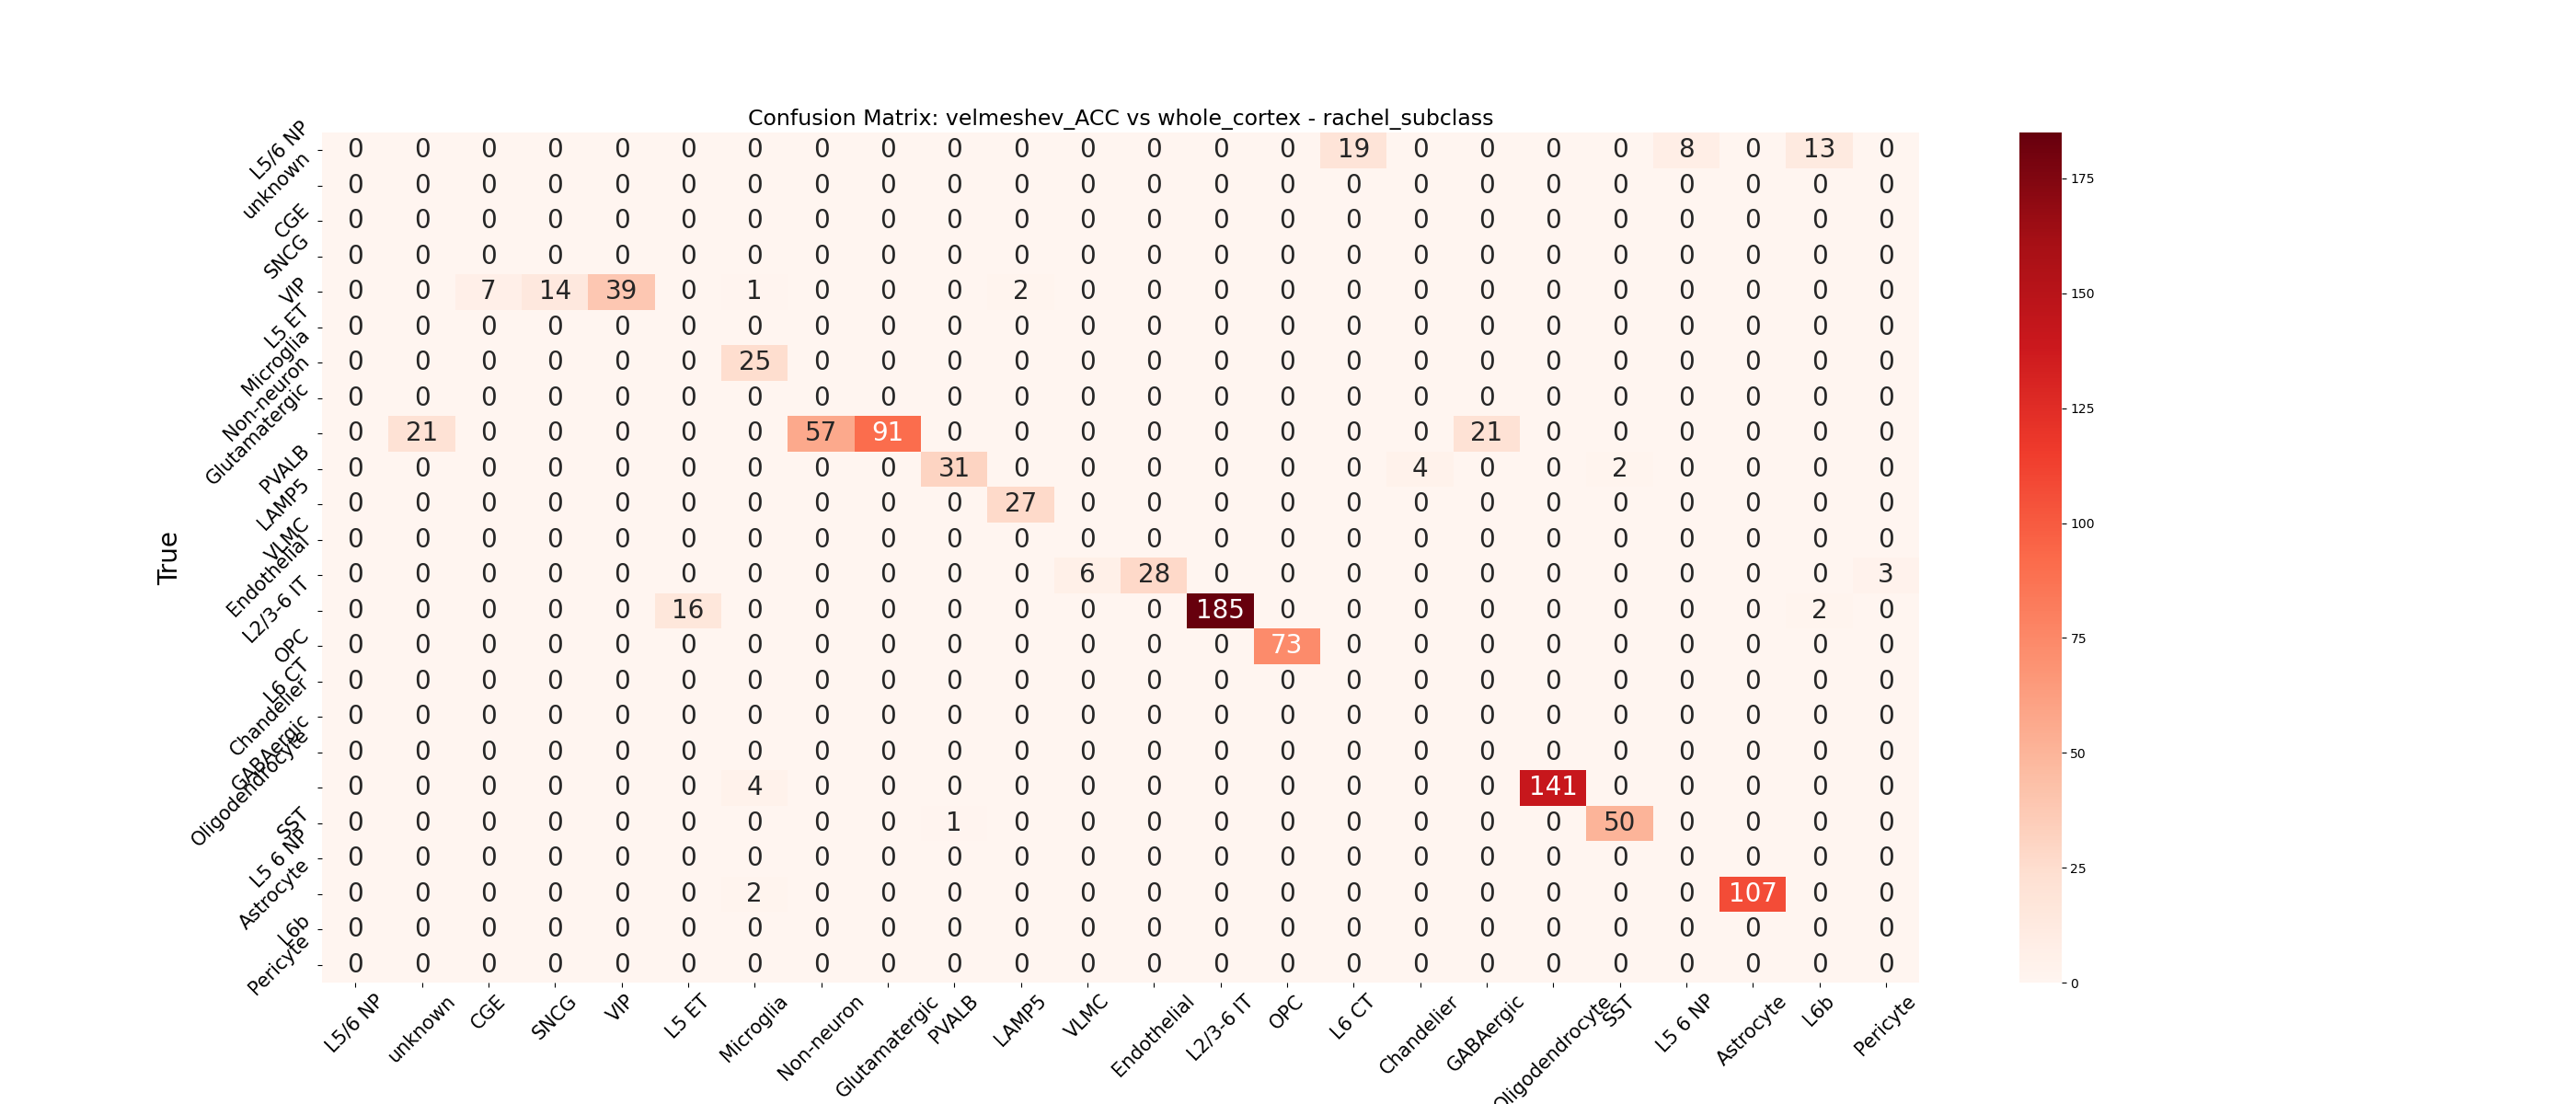 Confusion Matrix: velmeshev_ACC vs whole_cortex - rachel_subclass
True
L5/6 NP 0 0 0 0 0 0 0 0 0 0 0 0 0 0 0 19 0 0 0 0 8 0 13 0
unknown 0 0 0 0 0 0 0 0 0 0 0 0 0 0 0 0 0 0 0 0 0 0 0 0
CGE 0 0 0 0 0 0 0 0 0 0 0 0 0 0 0 0 0 0 0 0 0 0 0 0
SNCG 0 0 0 0 0 0 0 0 0 0 0 0 0 0 0 0 0 0 0 0 0 0 0 0
VIP 0 0 7 14 39 0 1 0 0 0 2 0 0 0 0 0 0 0 0 0 0 0 0 0
L5 ET 0 0 0 0 0 0 0 0 0 0 0 0 0 0 0 0 0 0 0 0 0 0 0 0
Microglia 0 0 0 0 0 0 25 0 0 0 0 0 0 0 0 0 0 0 0 0 0 0 0 0
Non-neuron 0 0 0 0 0 0 0 0 0 0 0 0 0 0 0 0 0 0 0 0 0 0 0 0
Glutamatergic 0 21 0 0 0 0 0 57 91 0 0 0 0 0 0 0 0 21 0 0 0 0 0 0
PVALB 0 0 0 0 0 0 0 0 0 31 0 0 0 0 0 0 4 0 0 2 0 0 0 0
LAMP5 0 0 0 0 0 0 0 0 0 0 27 0 0 0 0 0 0 0 0 0 0 0 0 0
VLMC 0 0 0 0 0 0 0 0 0 0 0 0 0 0 0 0 0 0 0 0 0 0 0 0
Endothelial 0 0 0 0 0 0 0 0 0 0 0 6 28 0 0 0 0 0 0 0 0 0 0 3
L2/3-6 IT 0 0 0 0 0 16 0 0 0 0 0 0 0 185 0 0 0 0 0 0 0 0 2 0
OPC 0 0 0 0 0 0 0 0 0 0 0 0 0 0 73 0 0 0 0 0 0 0 0 0
L6 CT 0 0 0 0 0 0 0 0 0 0 0 0 0 0 0 0 0 0 0 0 0 0 0 0
Chandelier 0 0 0 0 0 0 0 0 0 0 0 0 0 0 0 0 0 0 0 0 0 0 0 0
GABAergic 0 0 0 0 0 0 0 0 0 0 0 0 0 0 0 0 0 0 0 0 0 0 0 0
Oligodendrocyte 0 0 0 0 0 0 4 0 0 0 0 0 0 0 0 0 0 0 141 0 0 0 0 0
SST 0 0 0 0 0 0 0 0 0 1 0 0 0 0 0 0 0 0 0 50 0 0 0 0
L5 6 NP 0 0 0 0 0 0 0 0 0 0 0 0 0 0 0 0 0 0 0 0 0 0 0 0
Astrocyte 0 0 0 0 0 0 2 0 0 0 0 0 0 0 0 0 0 0 0 0 0 107 0 0
L6b 0 0 0 0 0 0 0 0 0 0 0 0 0 0 0 0 0 0 0 0 0 0 0 0
Pericyte 0 0 0 0 0 0 0 0 0 0 0 0 0 0 0 0 0 0 0 0 0 0 0 0
L5/6 NP unknown CGE SNCG VIP L5 ET Microglia Non-neuron Glutamatergic PVALB LAMP5 VLMC Endothelial L2/3-6 IT OPC L6 CT Chandelier GABAergic Oligodendrocyte SST L5 6 NP Astrocyte L6b Pericyte
175
150
125
100
75
50
25
0